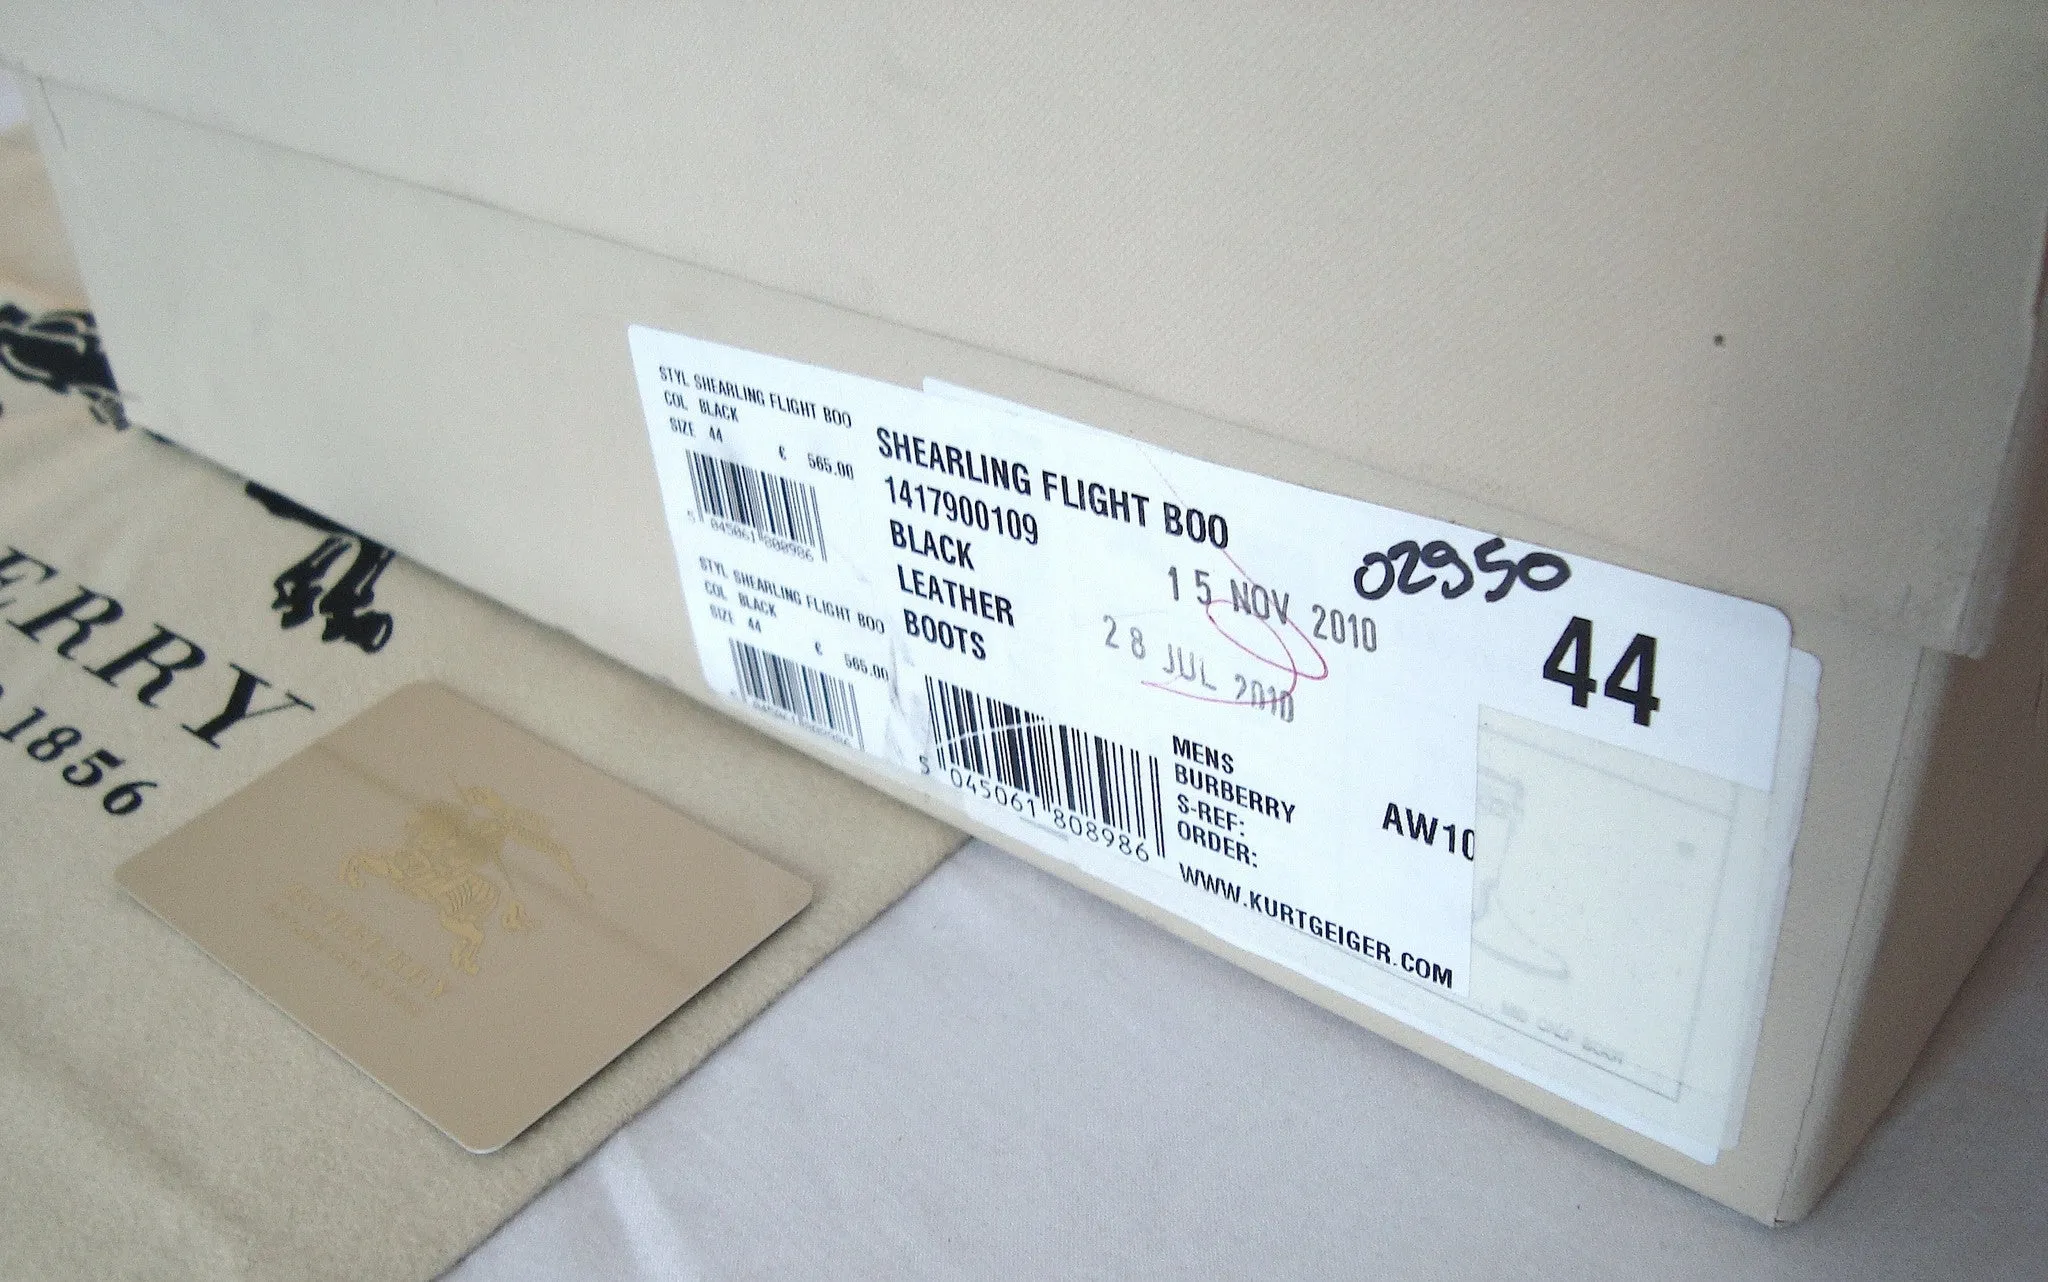 STYL SHEARLING FLIGHT BOO
COL BLACK
SIZE 44
€ 565.00
5 045061 808986
STYL SHEARLING FLIGHT BOO
COL BLACK
SIZE 44
€ 565.00
SHEARLING FLIGHT BOO
1417900109
BLACK
LEATHER
BOOTS
15 NOV 2010
28 JUL 2010
02950
44
5 045061 808986
MENS
BURBERRY
S-REF:
ORDER:
AW10
WWW.KURTGEIGER.COM
ERRY
1856
BURBERRY